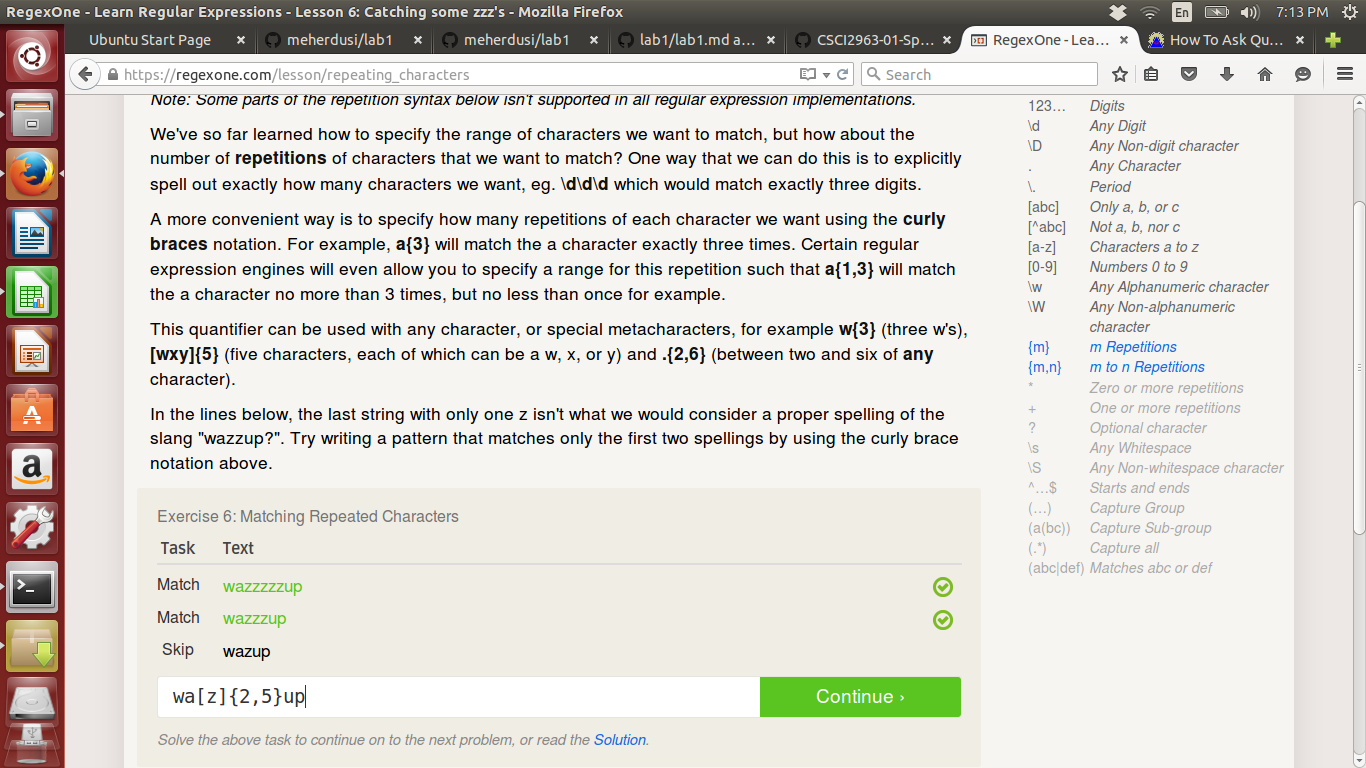 RegexOne - Learn Regular Expressions - Lesson 6: Catching some zzz's - Mozilla Firefox
En
7:13 PM
Ubuntu Start Page
meherdusi/lab1
meherdusi/lab1
lab1/lab1.md a...
CSCI2963-01-Sp...
RegexOne - Lea...
How To Ask Qu...
https://regexone.com/lesson/repeating_characters
Search
Note: Some parts of the repetition syntax below isn't supported in all regular expression implementations.
We've so far learned how to specify the range of characters we want to match, but how about the
number of repetitions of characters that we want to match? One way that we can do this is to explicitly
spell out exactly how many characters we want, eg. \d\d\d which would match exactly three digits.
A more convenient way is to specify how many repetitions of each character we want using the curly
braces notation. For example, a{3} will match the a character exactly three times. Certain regular
expression engines will even allow you to specify a range for this repetition such that a{1,3} will match
the a character no more than 3 times, but no less than once for example.
This quantifier can be used with any character, or special metacharacters, for example w{3} (three w's),
[wxy]{5} (five characters, each of which can be a w, x, or y) and .{2,6} (between two and six of any
character).
In the lines below, the last string with only one z isn't what we would consider a proper spelling of the
slang "wazzup?". Try writing a pattern that matches only the first two spellings by using the curly brace
notation above.
Exercise 6: Matching Repeated Characters
Task Text
Match wazzzzzup
Match wazzzup
Skip wazup
wa[z]{2,5}up
Continue ›
Solve the above task to continue on to the next problem, or read the Solution.
123... Digits
\d Any Digit
\D Any Non-digit character
. Any Character
\. Period
[abc] Only a, b, or c
[^abc] Not a, b, nor c
[a-z] Characters a to z
[0-9] Numbers 0 to 9
\w Any Alphanumeric character
\W Any Non-alphanumeric
character
{m} m Repetitions
{m,n} m to n Repetitions
* Zero or more repetitions
+ One or more repetitions
? Optional character
\s Any Whitespace
\S Any Non-whitespace character
^...$ Starts and ends
(...) Capture Group
(a(bc)) Capture Sub-group
(.*) Capture all
(abc|def) Matches abc or def